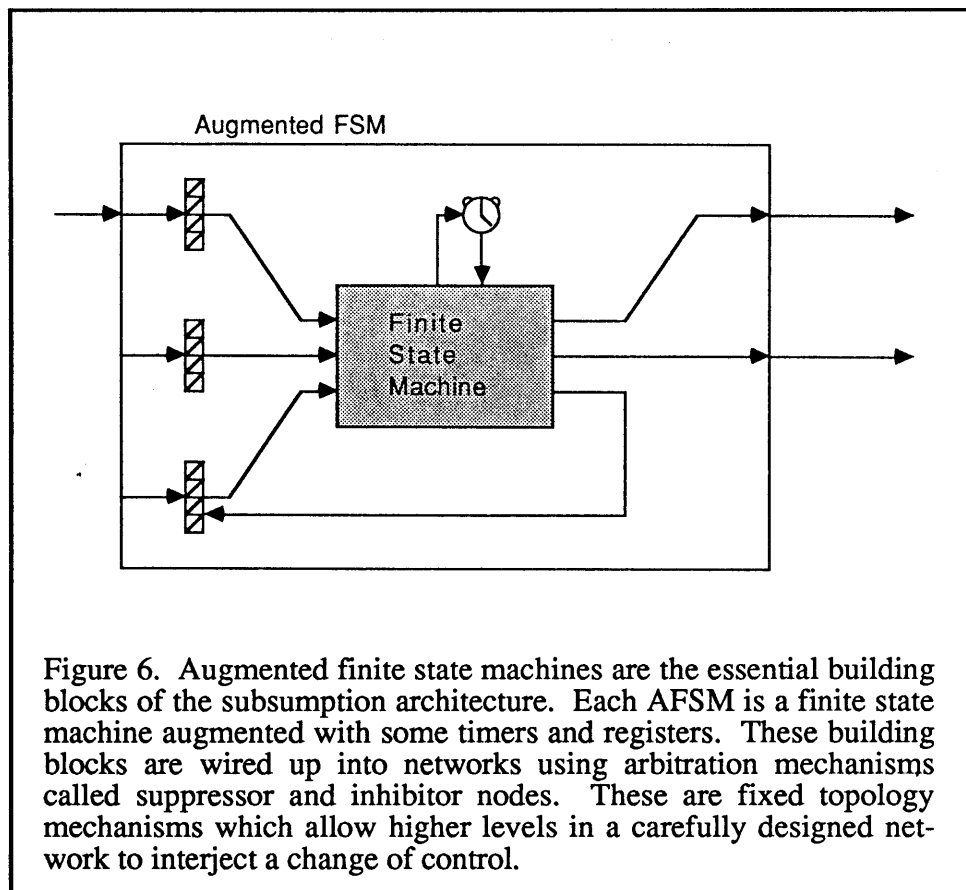 Augmented FSM
Finite
State
Machine
Figure 6. Augmented finite state machines are the essential building
blocks of the subsumption architecture. Each AFSM is a finite state
machine augmented with some timers and registers. These building
blocks are wired up into networks using arbitration mechanisms
called suppressor and inhibitor nodes. These are fixed topology
mechanisms which allow higher levels in a carefully designed net-
work to interject a change of control.